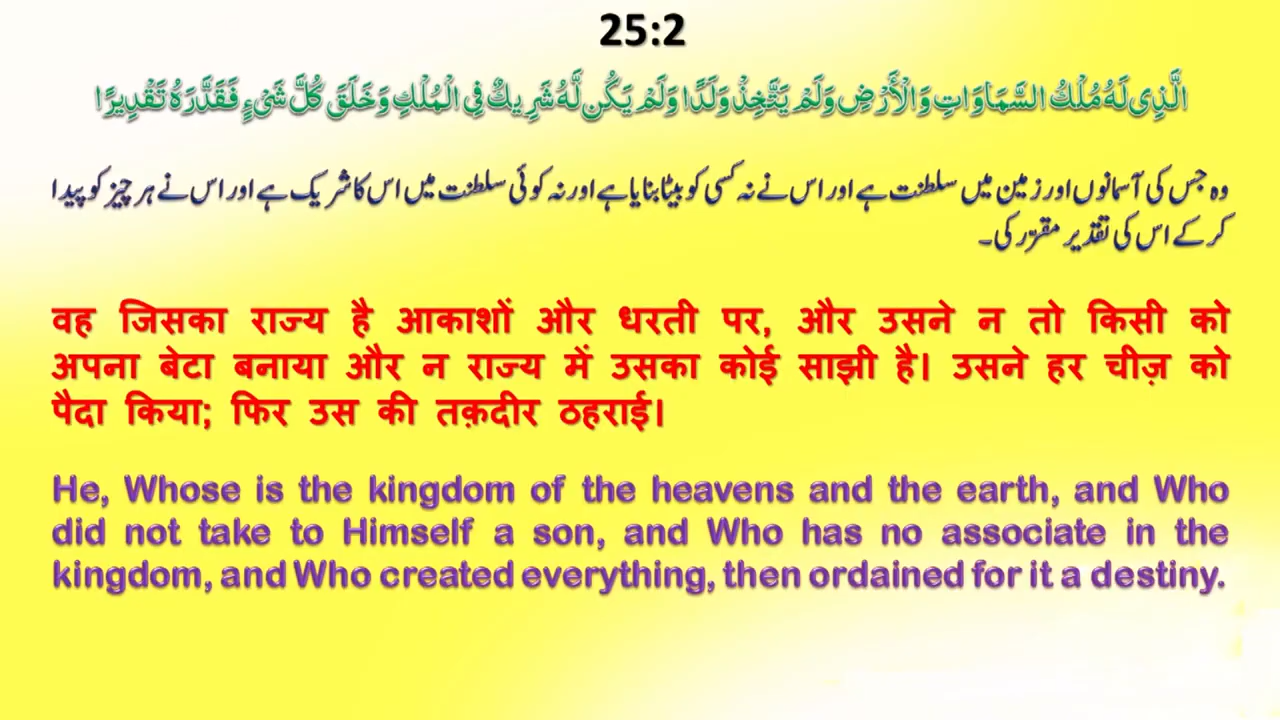 25:2
الَّذِى لَهُ مُلْكُ السَّمَاوَاتِ وَالْأَرْضِ وَلَمْ يَتَّخِذْ وَلَدًا وَلَمْ يَكُن لَّهُ شَرِيكٌ فِى الْمُلْكِ وَخَلَقَ كُلَّ شَىْءٍ فَقَدَّرَهُ تَقْدِيرًا
وہ جس کی آسمانوں اور زمین میں سلطنت ہے اور اس نے نہ کسی کو بیٹا بنایا ہے اور نہ کوئی سلطنت میں اس کا شریک ہے اور اس نے ہر چیز کو پیدا
کر کے اس کی تقدیر مقرّر کی۔
वह जिसका राज्य है आकाशों और धरती पर, और उसने न तो किसी को
अपना बेटा बनाया और न राज्य में उसका कोई साझी है। उसने हर चीज़ को
पैदा किया; फिर उस की तक़दीर ठहराई।
He, Whose is the kingdom of the heavens and the earth, and Who
did not take to Himself a son, and Who has no associate in the
kingdom, and Who created everything, then ordained for it a destiny.